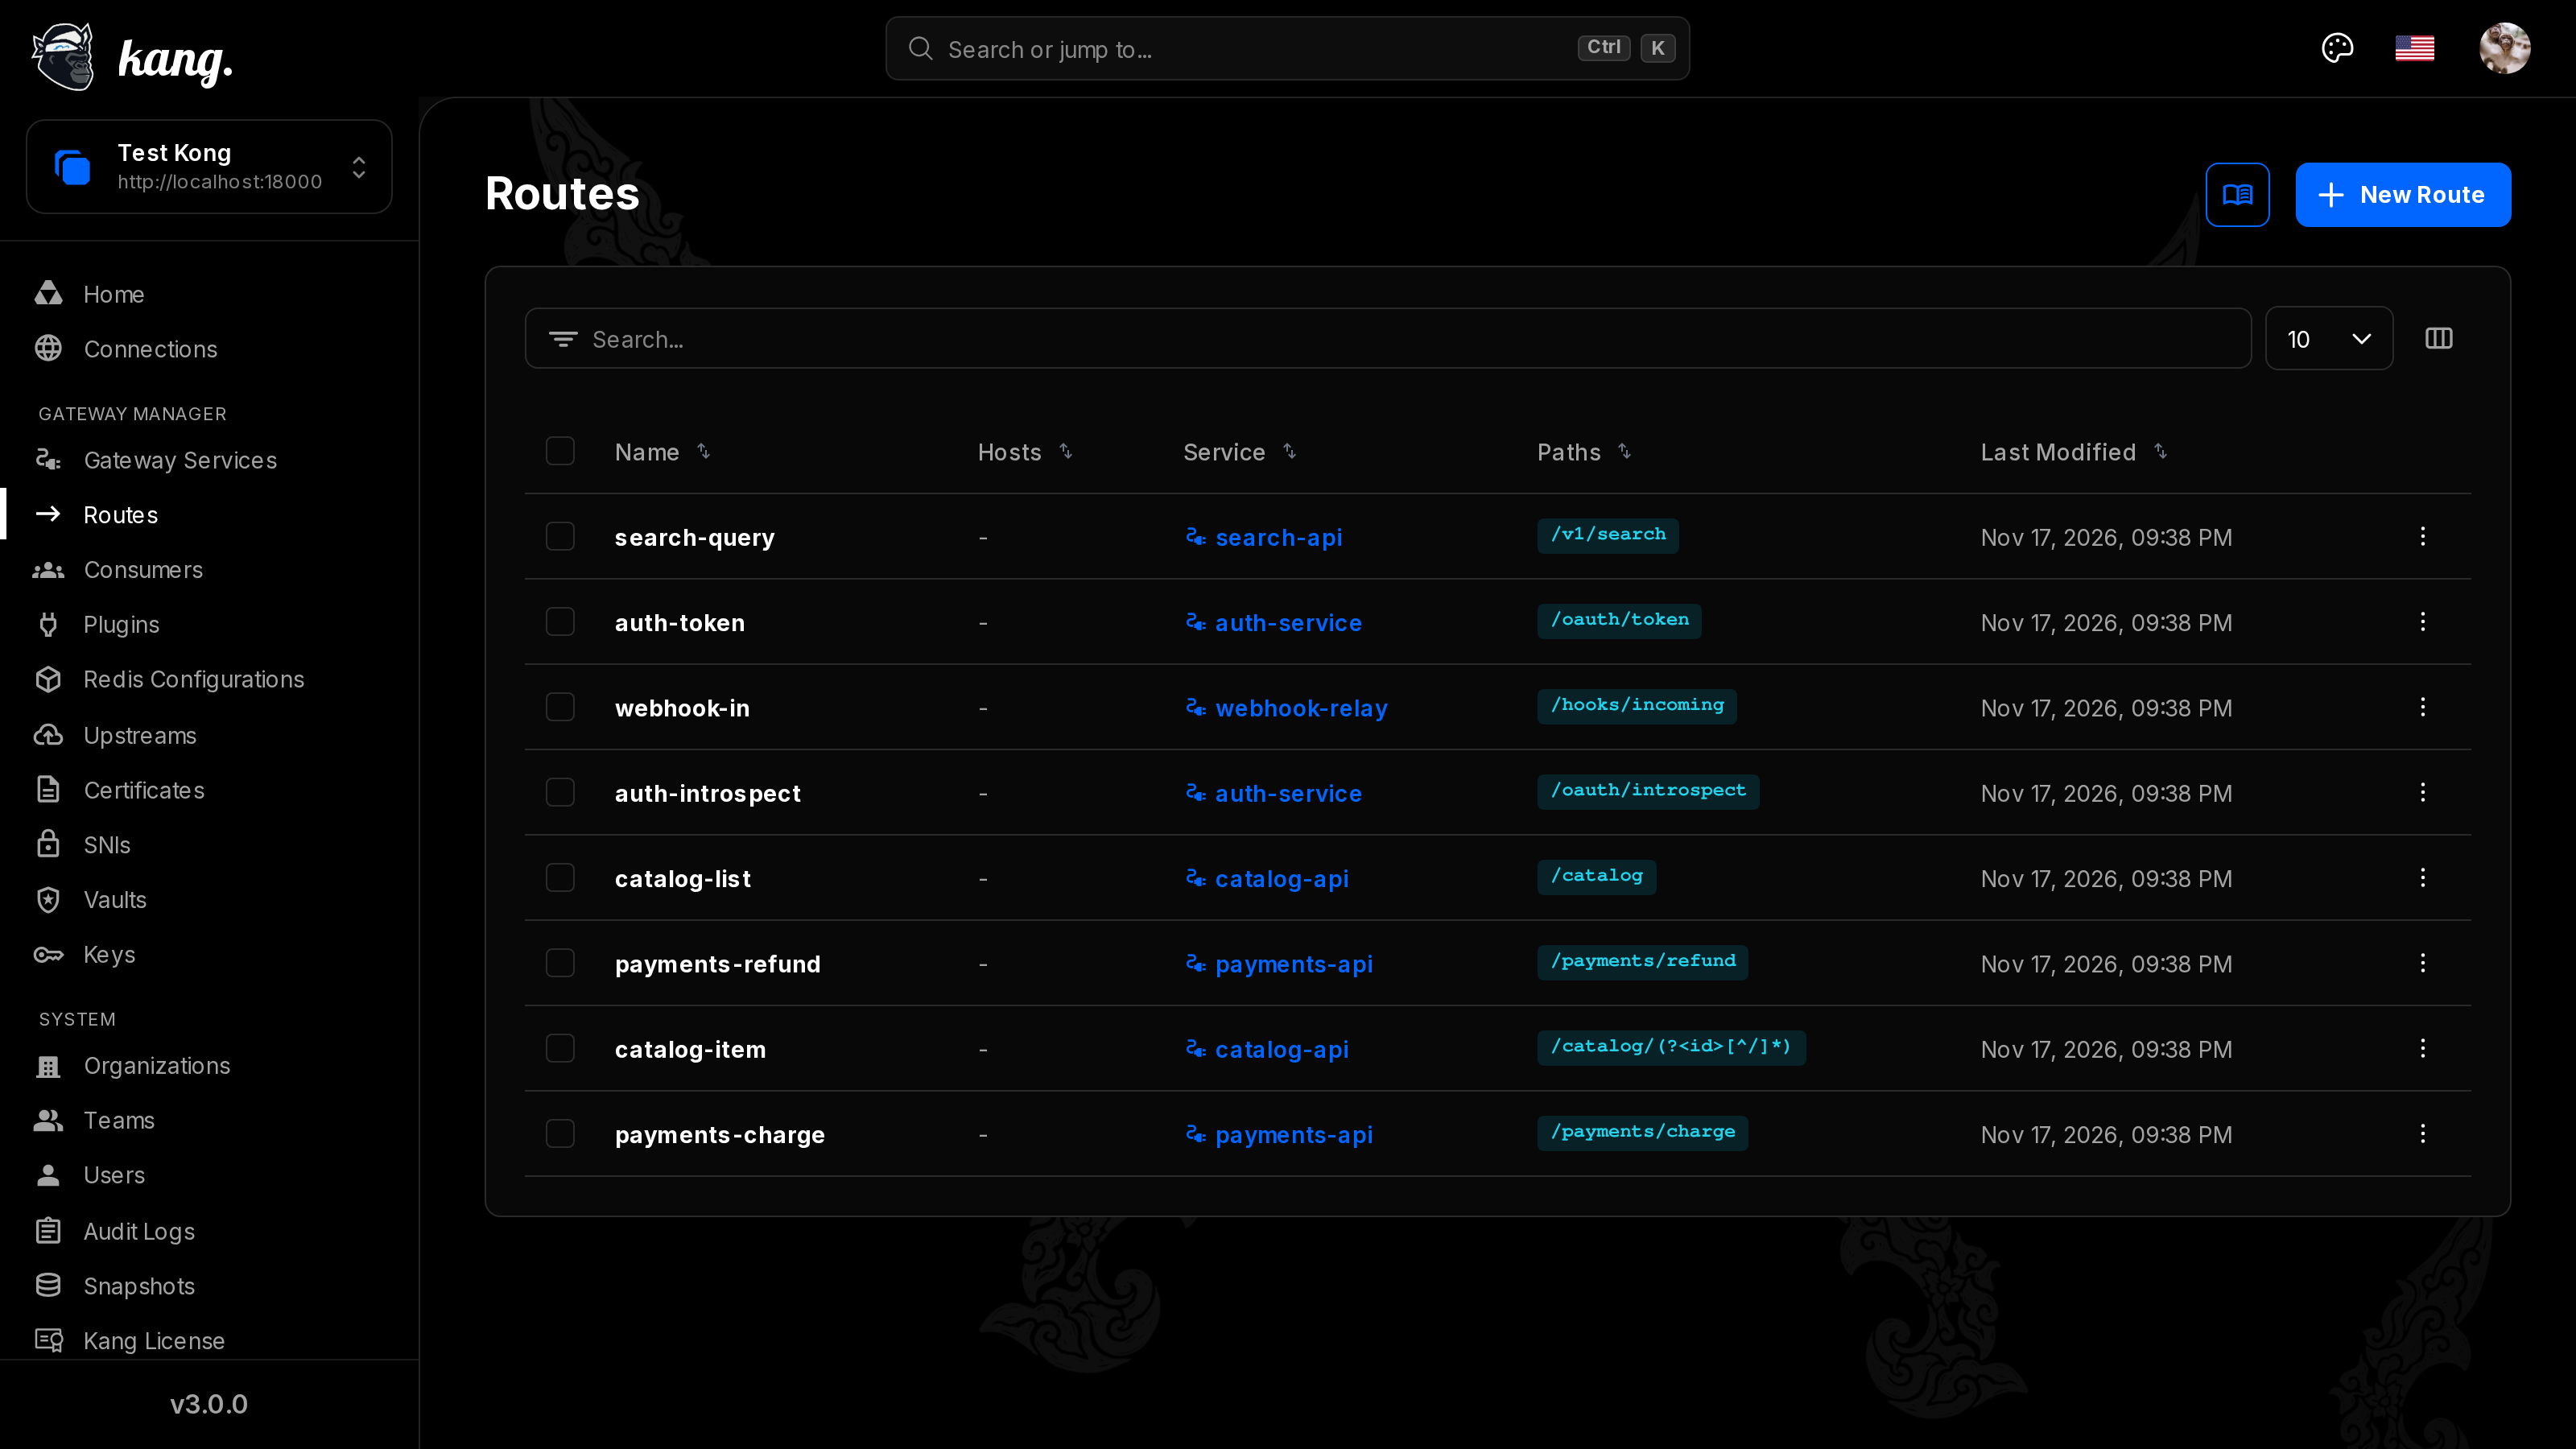 kang.
Search or jump to...
Ctrl K
Test Kong
http://localhost:18000
Home
Connections
GATEWAY MANAGER
Gateway Services
Routes
Consumers
Plugins
Redis Configurations
Upstreams
Certificates
SNIs
Vaults
Keys
SYSTEM
Organizations
Teams
Users
Audit Logs
Snapshots
Kang License
v3.0.0
Routes
New Route
Search...
10
Name Hosts Service Paths Last Modified
search-query - search-api /v1/search Nov 17, 2026, 09:38 PM
auth-token - auth-service /oauth/token Nov 17, 2026, 09:38 PM
webhook-in - webhook-relay /hooks/incoming Nov 17, 2026, 09:38 PM
auth-introspect - auth-service /oauth/introspect Nov 17, 2026, 09:38 PM
catalog-list - catalog-api /catalog Nov 17, 2026, 09:38 PM
payments-refund - payments-api /payments/refund Nov 17, 2026, 09:38 PM
catalog-item - catalog-api /catalog/(?<id>[^/]*) Nov 17, 2026, 09:38 PM
payments-charge - payments-api /payments/charge Nov 17, 2026, 09:38 PM